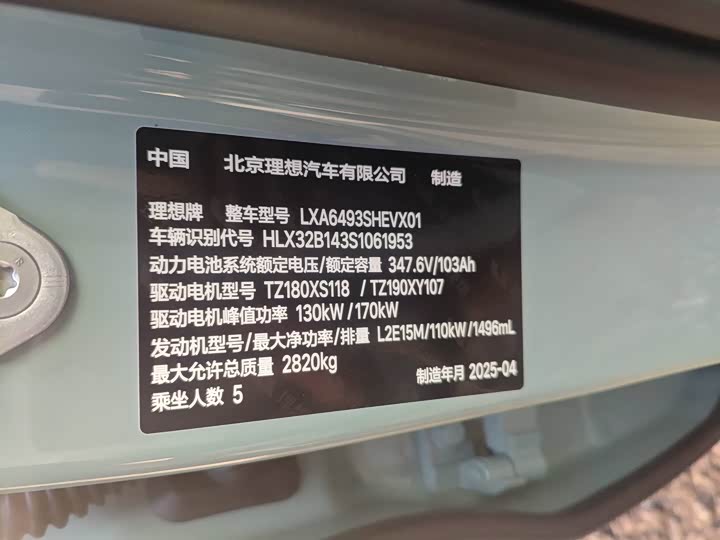 中国 北京理想汽车有限公司 制造
理想牌 整车型号 LXA6493SHEVX01
车辆识别代号 HLX32B143S1061953
动力电池系统额定电压/额定容量 347.6V/103Ah
驱动电机型号 TZ180XS118 / TZ190XY107
驱动电机峰值功率 130kW/170kW
发动机型号/最大净功率/排量 L2E15M/110kW/1496mL
最大允许总质量 2820kg
乘坐人数 5 制造年月 2025-04